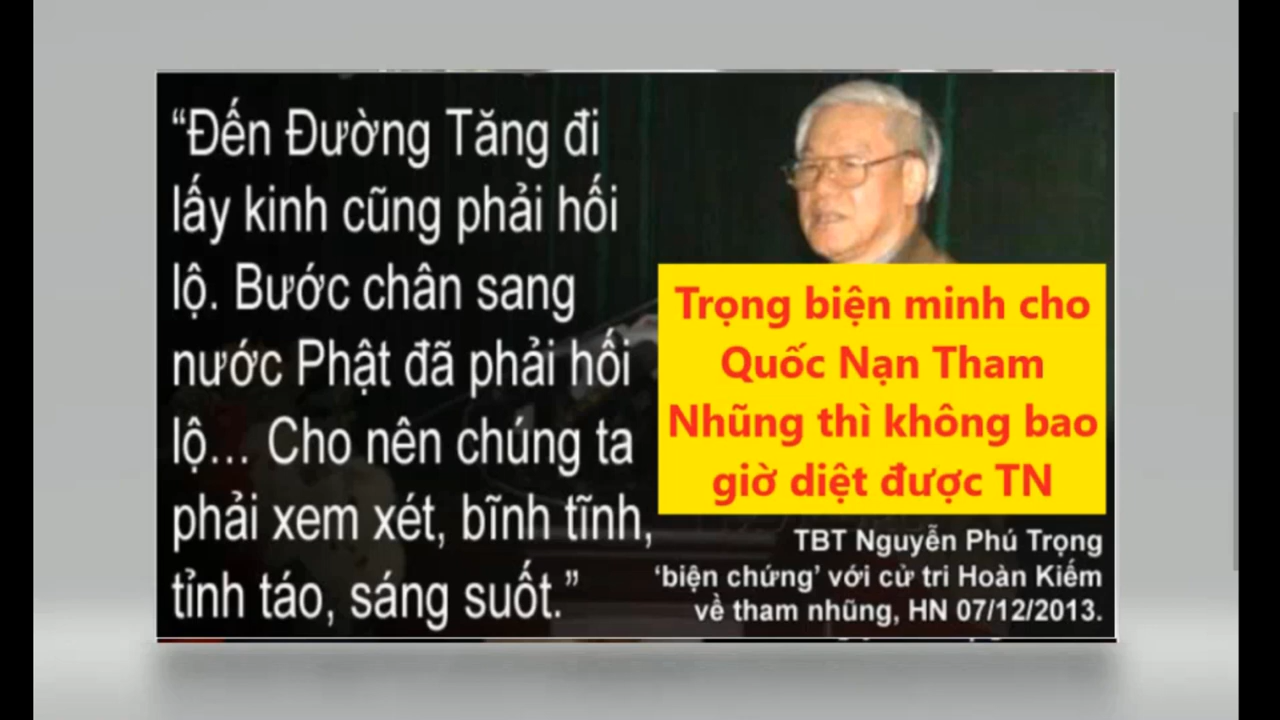 “Đến Đường Tăng đi
lấy kinh cũng phải hối
lộ. Bước chân sang
nước Phật đã phải hối
lộ... Cho nên chúng ta
phải xem xét, bĩnh tĩnh,
tỉnh táo, sáng suốt.”
Trọng biện minh cho
Quốc Nạn Tham
Nhũng thì không bao
giờ diệt được TN
TBT Nguyễn Phú Trọng
‘biện chứng’ với cử tri Hoàn Kiếm
về tham nhũng, HN 07/12/2013.